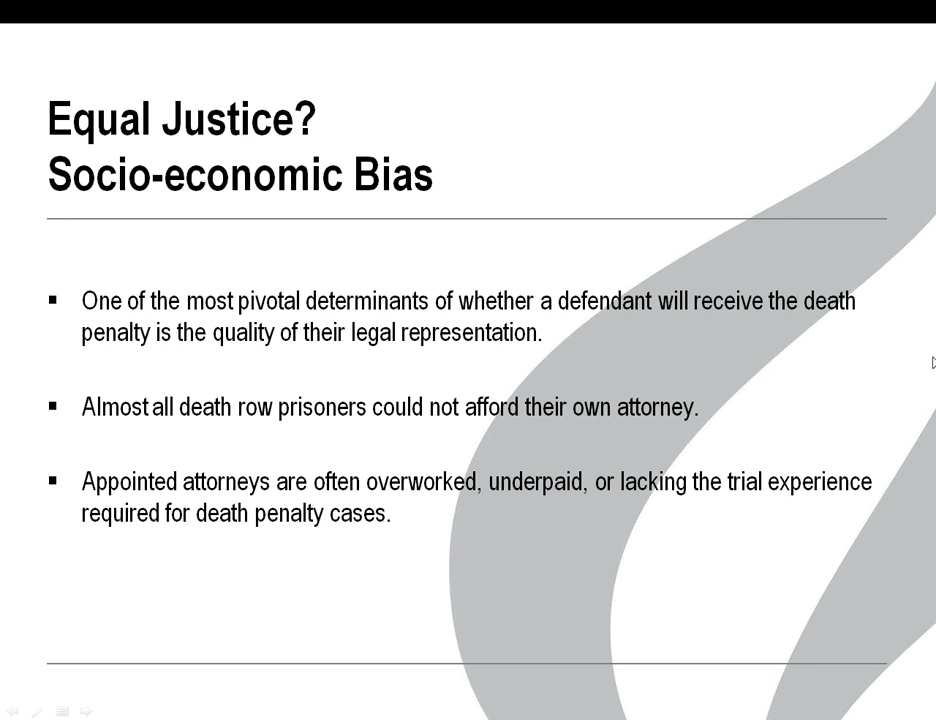 Equal Justice?
Socio-economic Bias
▪ One of the most pivotal determinants of whether a defendant will receive the death
penalty is the quality of their legal representation.
▪ Almost all death row prisoners could not afford their own attorney.
▪ Appointed attorneys are often overworked, underpaid, or lacking the trial experience
required for death penalty cases.